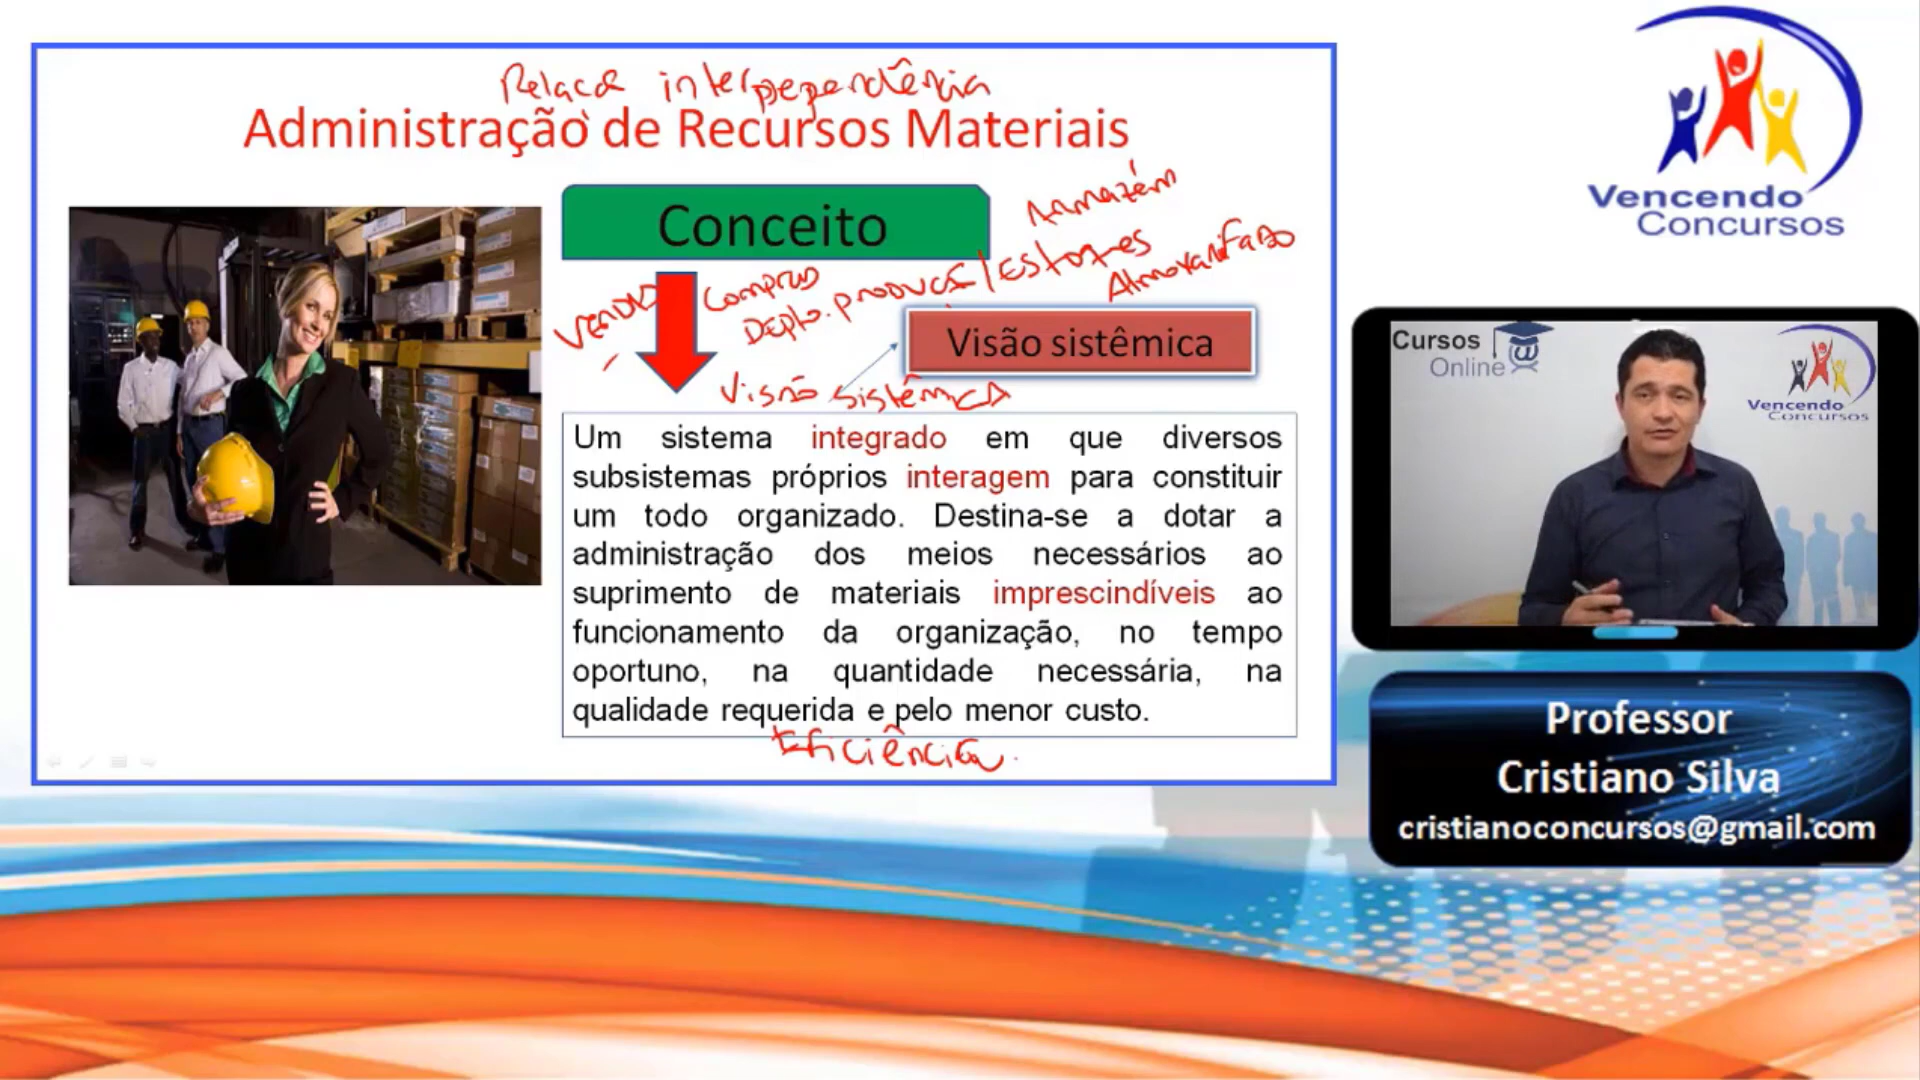 Relação interdependência
Administração de Recursos Materiais
Conceito
Armazém
Vendas
Compras
Depto. produção / Estoques
Almoxarifado
Visão sistêmica
Visão sistêmica
Um sistema integrado em que diversos
subsistemas próprios interagem para constituir
um todo organizado. Destina-se a dotar a
administração dos meios necessários ao
suprimento de materiais imprescindíveis ao
funcionamento da organização, no tempo
oportuno, na quantidade necessária, na
qualidade requerida e pelo menor custo.
Eficiência.
Vencendo
Concursos
Cursos
Online
Vencendo
Concursos
Professor
Cristiano Silva
cristianoconcursos@gmail.com